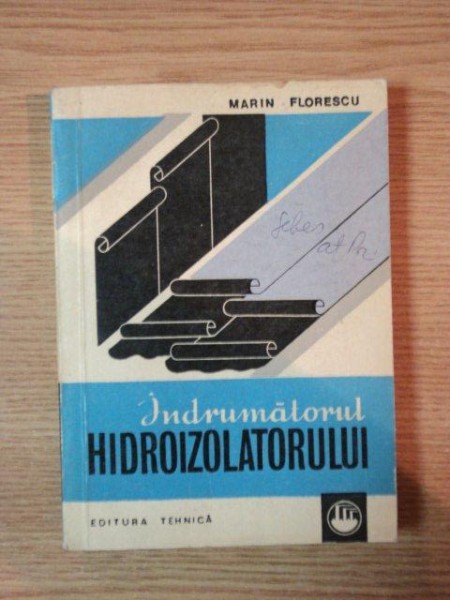 MARIN FLORESCU
Îndrumătorul
HIDROIZOLATORULUI
EDITURA TEHNICĂ